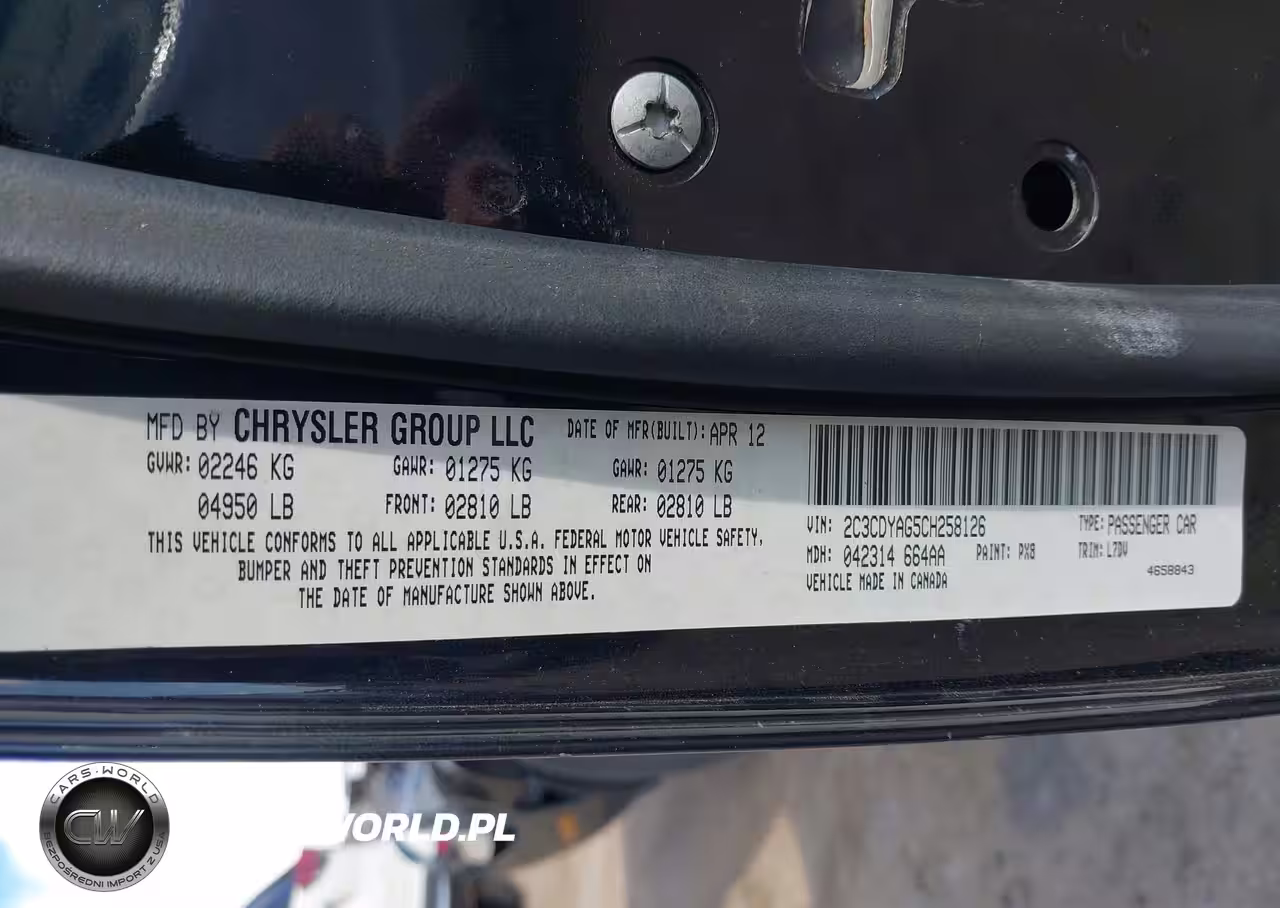 MFD BY CHRYSLER GROUP LLC DATE OF MFR(BUILT): APR 12
GVWR: 02246 KG GAWR: 01275 KG GAWR: 01275 KG
04950 LB FRONT: 02810 LB REAR: 02810 LB
THIS VEHICLE CONFORMS TO ALL APPLICABLE U.S.A. FEDERAL MOTOR VEHICLE SAFETY,
BUMPER AND THEFT PREVENTION STANDARDS IN EFFECT ON
THE DATE OF MANUFACTURE SHOWN ABOVE.
VIN: 2C3CDYAG5CH258126 TYPE: PASSENGER CAR
MDH: 042314 664AA PAINT: PX8 TRIM: L7DV
VEHICLE MADE IN CANADA 4658843
CARS-WORLD
CW
BEZPOŚREDNI IMPORT Z USA
WORLD.PL